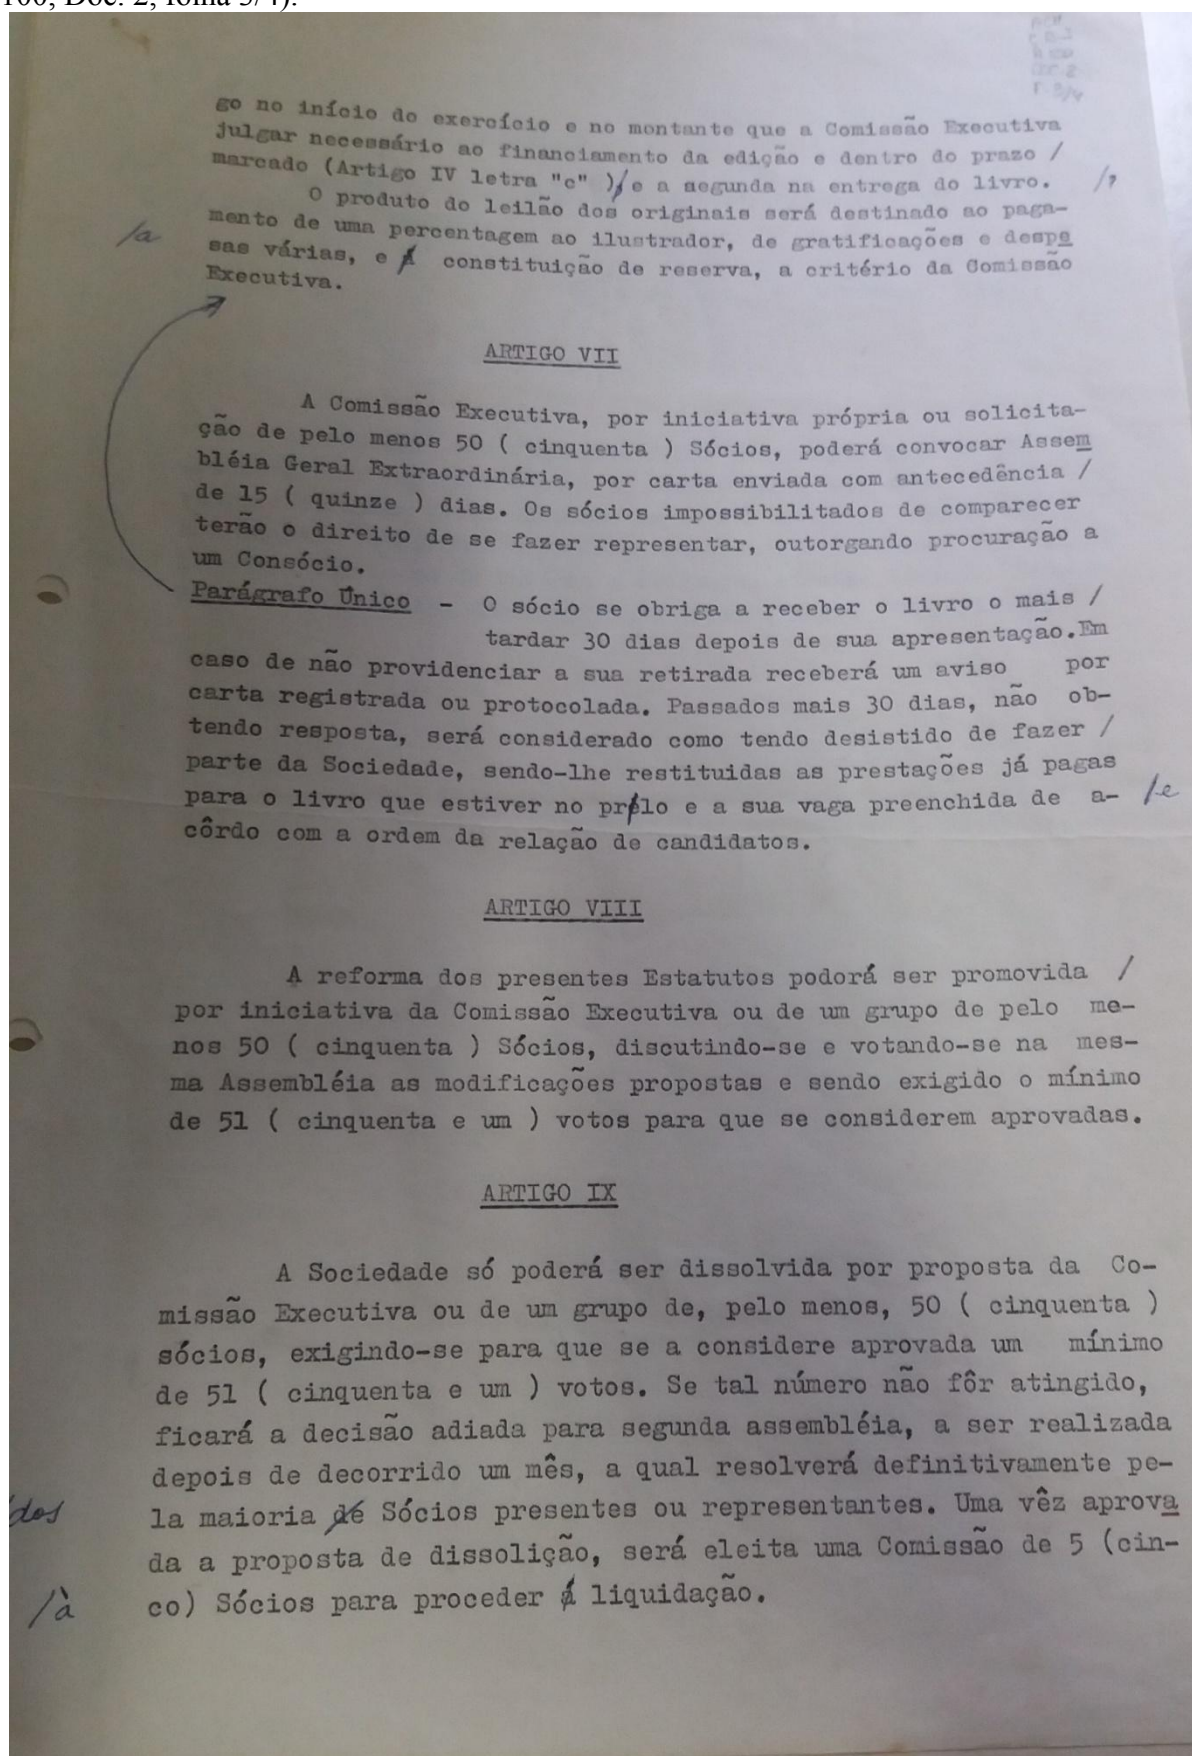 100, Doc. 2, folha 3/4).
go no início do exercício e no montante que a Comissão Executiva
julgar necessário ao financiamento da edição e dentro do prazo /
marcado (Artigo IV letra "c" ) e a segunda na entrega do livro. /,
O produto do leilão dos originais será destinado ao paga-
mento de uma percentagem ao ilustrador, de gratificações e despe
/a sas várias, e á constituição de reserva, a critério da Comissão
Executiva.
ARTIGO VII
A Comissão Executiva, por iniciativa própria ou solicita-
ção de pelo menos 50 ( cinquenta ) Sócios, poderá convocar Assem
bléia Geral Extraordinária, por carta enviada com antecedência /
de 15 ( quinze ) dias. Os sócios impossibilitados de comparecer
terão o direito de se fazer representar, outorgando procuração a
um Consócio.
Parágrafo Único - O sócio se obriga a receber o livro o mais /
tardar 30 dias depois de sua apresentação.Em
caso de não providenciar a sua retirada receberá um aviso por
carta registrada ou protocolada. Passados mais 30 dias, não ob-
tendo resposta, será considerado como tendo desistido de fazer /
parte da Sociedade, sendo-lhe restituidas as prestações já pagas
para o livro que estiver no prélo e a sua vaga preenchida de a- /e
côrdo com a ordem da relação de candidatos.
ARTIGO VIII
A reforma dos presentes Estatutos podorá ser promovida /
por iniciativa da Comissão Executiva ou de um grupo de pelo me-
nos 50 ( cinquenta ) Sócios, discutindo-se e votando-se na mes-
ma Assembléia as modificações propostas e sendo exigido o mínimo
de 51 ( cinquenta e um ) votos para que se considerem aprovadas.
ARTIGO IX
A Sociedade só poderá ser dissolvida por proposta da Co-
missão Executiva ou de um grupo de, pelo menos, 50 ( cinquenta )
sócios, exigindo-se para que se a considere aprovada um mínimo
de 51 ( cinquenta e um ) votos. Se tal número não fôr atingido,
ficará a decisão adiada para segunda assembléia, a ser realizada
depois de decorrido um mês, a qual resolverá definitivamente pe-
/dos la maioria de Sócios presentes ou representantes. Uma vêz aprova
da a proposta de dissolição, será eleita uma Comissão de 5 (cin-
/à co) Sócios para proceder á liquidação.